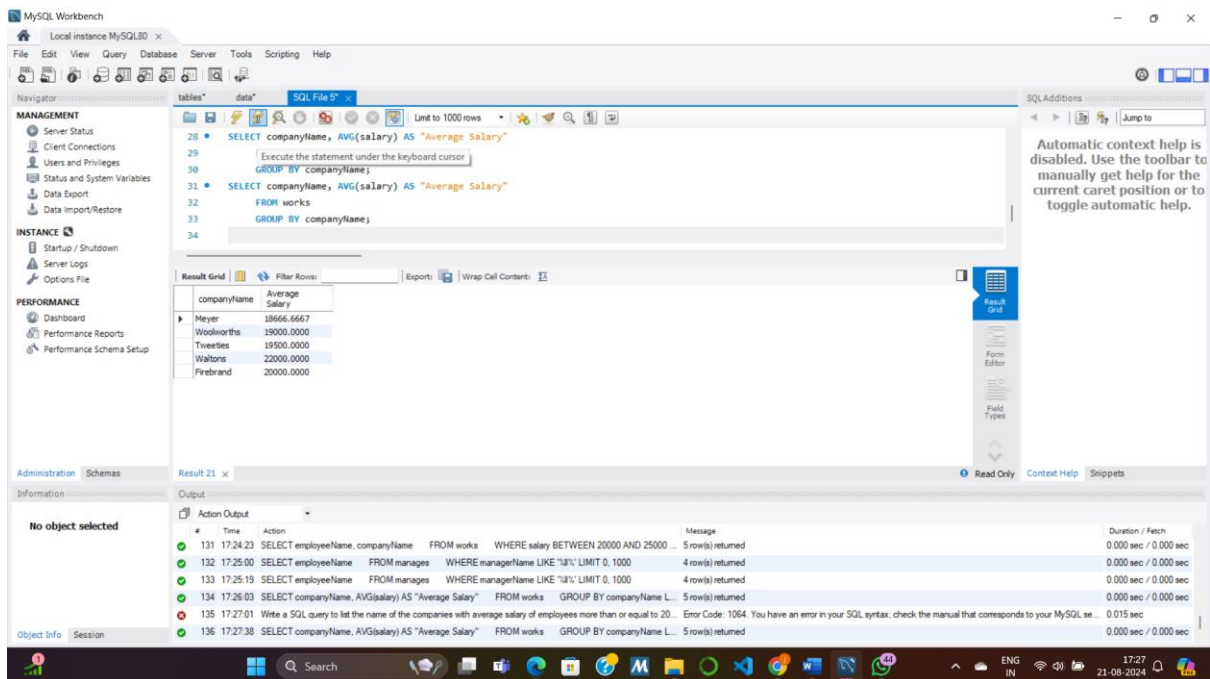 MySQL Workbench
Local instance MySQL80 ×
File Edit View Query Database Server Tools Scripting Help
Navigator
tables*
data*
SQL File 5* ×
SQLAdditions
MANAGEMENT
Server Status
Client Connections
Users and Privileges
Status and System Variables
Data Export
Data Import/Restore
INSTANCE
Startup / Shutdown
Server Logs
Options File
PERFORMANCE
Dashboard
Performance Reports
Performance Schema Setup
Limit to 1000 rows
28 SELECT companyName, AVG(salary) AS "Average Salary"
29
Execute the statement under the keyboard cursor
30 GROUP BY companyName;
31 SELECT companyName, AVG(salary) AS "Average Salary"
32 FROM works
33 GROUP BY companyName;
34
Jump to
Automatic context help is
disabled. Use the toolbar to
manually get help for the
current caret position or to
toggle automatic help.
Result Grid Filter Rows: Export: Wrap Cell Content:
companyName Average Salary
Meyer 18666.6667
Woolworths 19000.0000
Tweeties 19500.0000
Waltons 22000.0000
Firebrand 20000.0000
Result Grid
Form Editor
Field Types
Administration Schemas
Result 21 ×
Read Only
Context Help Snippets
Information
No object selected
Object Info Session
Output
Action Output
# Time Action Message Duration / Fetch
131 17:24:23 SELECT employeeName, companyName FROM works WHERE salary BETWEEN 20000 AND 25000 ... 5 row(s) returned 0.000 sec / 0.000 sec
132 17:25:00 SELECT employeeName FROM manages WHERE managerName LIKE LIMIT 0, 1000 4 row(s) returned 0.000 sec / 0.000 sec
133 17:25:19 SELECT employeeName FROM manages WHERE managerName LIKE LIMIT 0, 1000 4 row(s) returned 0.000 sec / 0.000 sec
134 17:26:03 SELECT companyName, AVG(salary) AS "Average Salary" FROM works GROUP BY companyName L... 5 row(s) returned 0.000 sec / 0.000 sec
135 17:27:01 Write a SQL query to list the name of the companies with average salary of employees more than or equal to 20... Error Code: 1064. You have an error in your SQL syntax; check the manual that corresponds to your MySQL se... 0.015 sec
136 17:27:38 SELECT companyName, AVG(salary) AS "Average Salary" FROM works GROUP BY companyName L... 5 row(s) returned 0.000 sec / 0.000 sec
Search
44
ENG
IN
17:27
21-08-2024